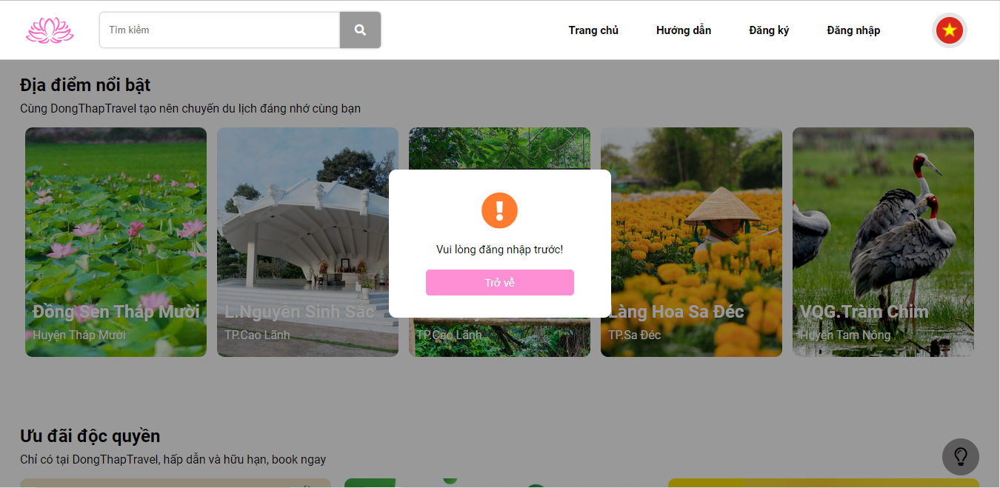 Tìm kiếm
Trang chủ
Hướng dẫn
Đăng ký
Đăng nhập
Địa điểm nổi bật
Cùng DongThapTravel tạo nên chuyến du lịch đáng nhớ cùng bạn
Vui lòng đăng nhập trước!
Trở về
Đồng Sen Tháp Mười
Huyện Tháp Mười
L.Nguyễn Sinh Sắc
TP.Cao Lãnh
TP.Cao Lãnh
Làng Hoa Sa Đéc
TP.Sa Đéc
VQG.Tràm Chim
Huyện Tam Nông
Ưu đãi độc quyền
Chỉ có tại DongThapTravel, hấp dẫn và hữu hạn, book ngay